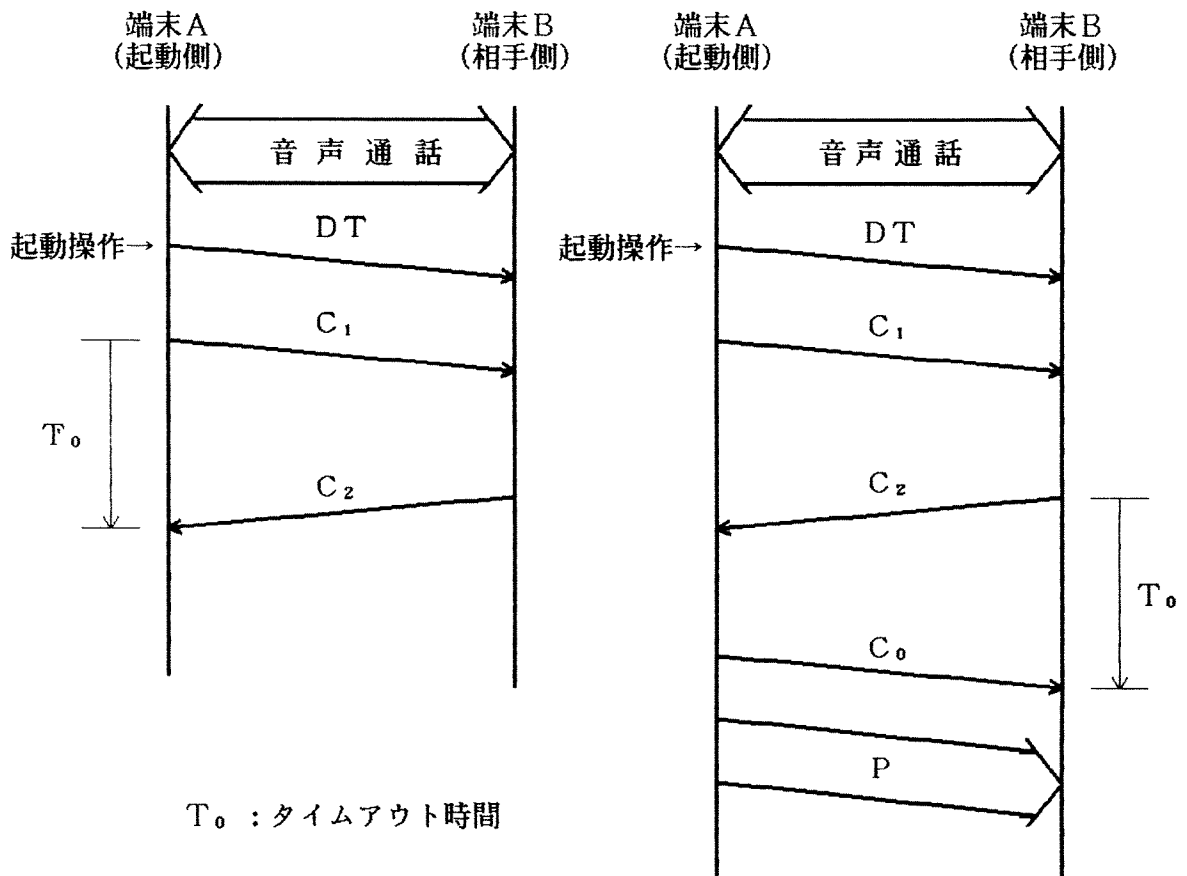 端末A
(起動側)
端末B
(相手側)
音声通話
起動操作→
DT
C₁
T₀
C₂
T₀ :タイムアウト時間
端末A
(起動側)
端末B
(相手側)
音声通話
起動操作→
DT
C₁
C₂
T₀
C₀
P